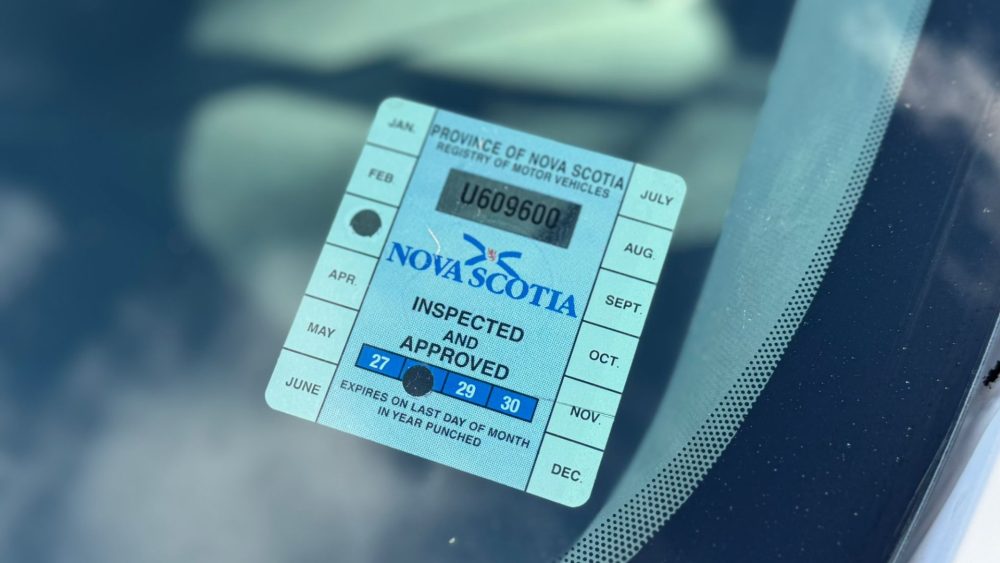 JAN.
FEB.
APR.
MAY
JUNE
PROVINCE OF NOVA SCOTIA
REGISTRY OF MOTOR VEHICLES
U609600
NOVA SCOTIA
INSPECTED
AND
APPROVED
27 29 30
EXPIRES ON LAST DAY OF MONTH
IN YEAR PUNCHED
JULY
AUG.
SEPT.
OCT.
NOV.
DEC.